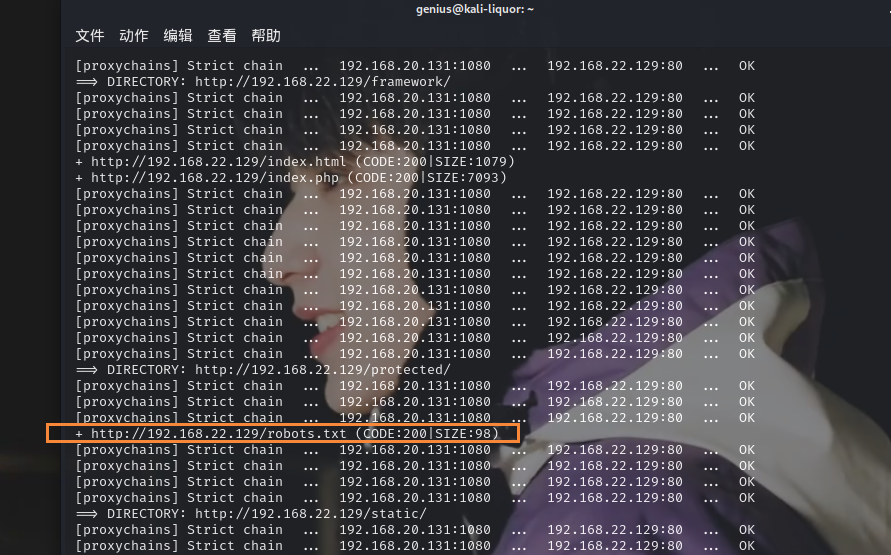 genius@kali-liquor: ~
文件 动作 编辑 查看 帮助
[proxychains] Strict chain ... 192.168.20.131:1080 ... 192.168.22.129:80 ... OK
==> DIRECTORY: http://192.168.22.129/framework/
[proxychains] Strict chain ... 192.168.20.131:1080 ... 192.168.22.129:80 ... OK
[proxychains] Strict chain ... 192.168.20.131:1080 ... 192.168.22.129:80 ... OK
[proxychains] Strict chain ... 192.168.20.131:1080 ... 192.168.22.129:80 ... OK
[proxychains] Strict chain ... 192.168.20.131:1080 ... 192.168.22.129:80 ... OK
+ http://192.168.22.129/index.html (CODE:200|SIZE:1079)
+ http://192.168.22.129/index.php (CODE:200|SIZE:7093)
[proxychains] Strict chain ... 192.168.20.131:1080 ... 192.168.22.129:80 ... OK
[proxychains] Strict chain ... 192.168.20.131:1080 ... 192.168.22.129:80 ... OK
[proxychains] Strict chain ... 192.168.20.131:1080 ... 192.168.22.129:80 ... OK
[proxychains] Strict chain ... 192.168.20.131:1080 ... 192.168.22.129:80 ... OK
[proxychains] Strict chain ... 192.168.20.131:1080 ... 192.168.22.129:80 ... OK
[proxychains] Strict chain ... 192.168.20.131:1080 ... 192.168.22.129:80 ... OK
[proxychains] Strict chain ... 192.168.20.131:1080 ... 192.168.22.129:80 ... OK
[proxychains] Strict chain ... 192.168.20.131:1080 ... 192.168.22.129:80 ... OK
[proxychains] Strict chain ... 192.168.20.131:1080 ... 192.168.22.129:80 ... OK
[proxychains] Strict chain ... 192.168.20.131:1080 ... 192.168.22.129:80 ... OK
[proxychains] Strict chain ... 192.168.20.131:1080 ... 192.168.22.129:80 ... OK
==> DIRECTORY: http://192.168.22.129/protected/
[proxychains] Strict chain ... 192.168.20.131:1080 ... 192.168.22.129:80 ... OK
[proxychains] Strict chain ... 192.168.20.131:1080 ... 192.168.22.129:80 ... OK
[proxychains] Strict chain ... 192.168.20.131:1080 ... 192.168.22.129:80 ... OK
+ http://192.168.22.129/robots.txt (CODE:200|SIZE:98)
[proxychains] Strict chain ... 192.168.20.131:1080 ... 192.168.22.129:80 ... OK
[proxychains] Strict chain ... 192.168.20.131:1080 ... 192.168.22.129:80 ... OK
[proxychains] Strict chain ... 192.168.20.131:1080 ... 192.168.22.129:80 ... OK
[proxychains] Strict chain ... 192.168.20.131:1080 ... 192.168.22.129:80 ... OK
==> DIRECTORY: http://192.168.22.129/static/
[proxychains] Strict chain ... 192.168.20.131:1080 ... 192.168.22.129:80 ... OK
[proxychains] Strict chain ... 192.168.20.131:1080 ... 192.168.22.129:80 ... OK